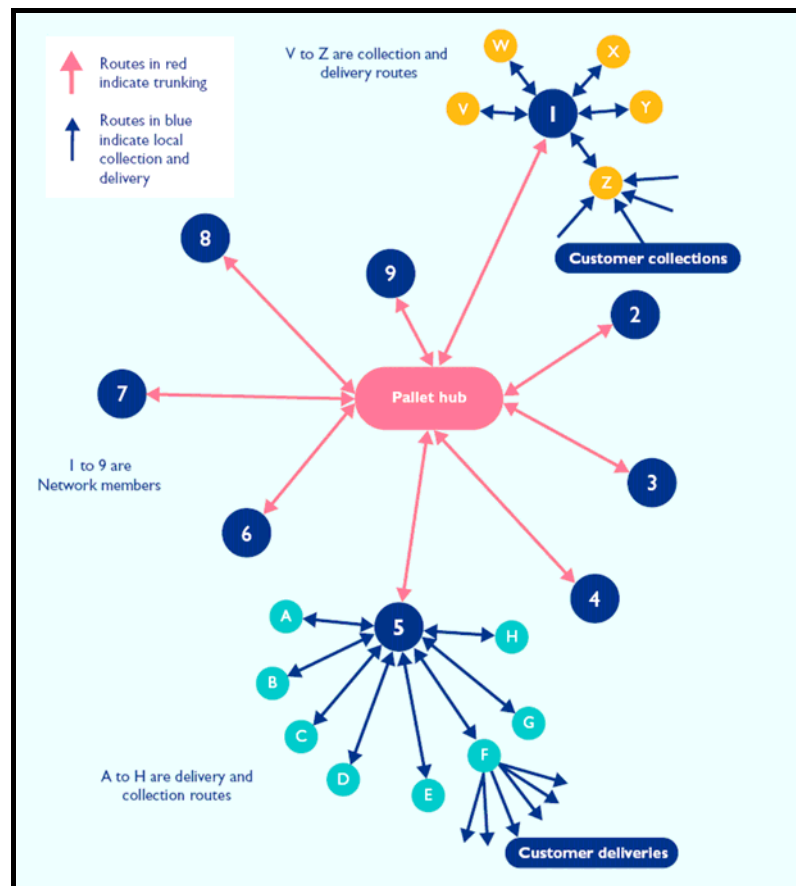 Routes in red
indicate trunking
Routes in blue
indicate local
collection and
delivery
V to Z are collection and
delivery routes
W
X
V
1
Y
Z
Customer collections
8
9
2
7
Pallet hub
1 to 9 are
Network members
3
6
4
A
5
H
B
C
G
D
E
F
A to H are delivery and
collection routes
Customer deliveries